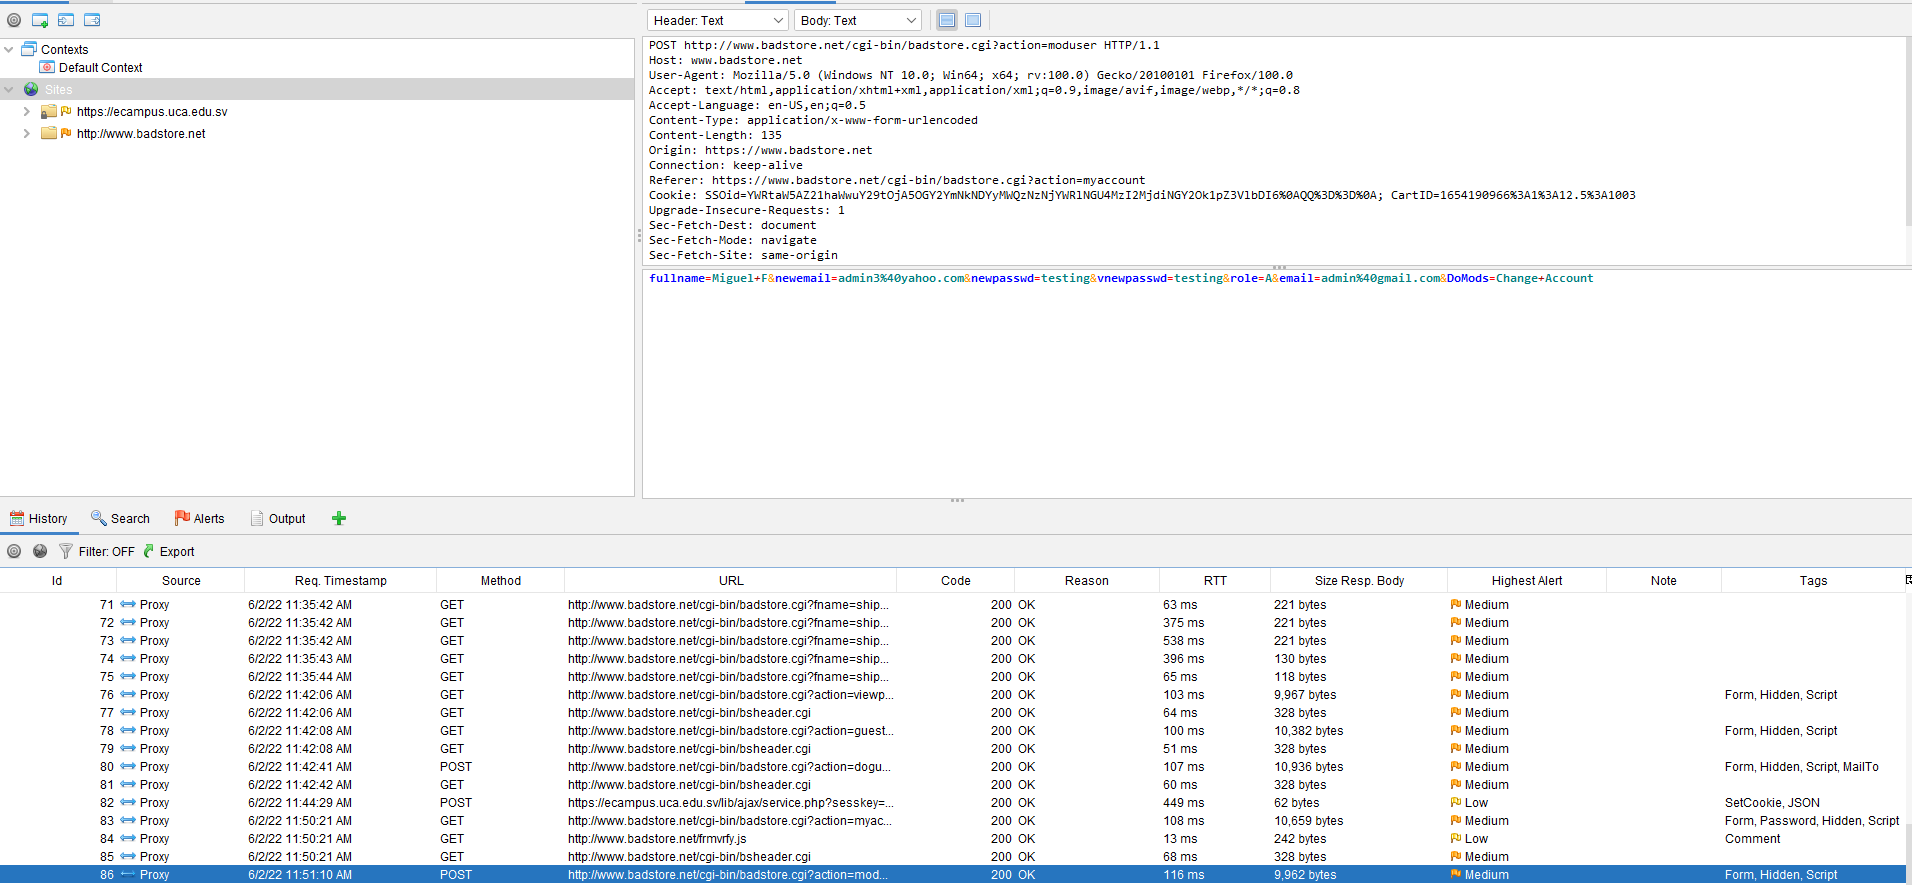 Contexts
Default Context
Sites
https://ecampus.uca.edu.sv
http://www.badstore.net
Header: Text Body: Text
POST http://www.badstore.net/cgi-bin/badstore.cgi?action=moduser HTTP/1.1
Host: www.badstore.net
User-Agent: Mozilla/5.0 (Windows NT 10.0; Win64; x64; rv:100.0) Gecko/20100101 Firefox/100.0
Accept: text/html,application/xhtml+xml,application/xml;q=0.9,image/avif,image/webp,*/*;q=0.8
Accept-Language: en-US,en;q=0.5
Content-Type: application/x-www-form-urlencoded
Content-Length: 135
Origin: https://www.badstore.net
Connection: keep-alive
Referer: https://www.badstore.net/cgi-bin/badstore.cgi?action=myaccount
Cookie: SSOid=YWRtaW5AZ21haWwuY29tOjA5OGY2YmNkNDYyMWQzNzNjYWRlNGU4MzI2MjdiNGY2Ok1pZ3VlbDI6%0AQQ%3D%3D%0A; CartID=1654190966%3A1%3A12.5%3A1003
Upgrade-Insecure-Requests: 1
Sec-Fetch-Dest: document
Sec-Fetch-Mode: navigate
Sec-Fetch-Site: same-origin
fullname=Miguel+F&newemail=admin3%40yahoo.com&newpasswd=testing&vnewpasswd=testing&role=A&email=admin%40gmail.com&DoMods=Change+Account
History Search Alerts Output
Filter: OFF Export
Id Source Req. Timestamp Method URL Code Reason RTT Size Resp. Body Highest Alert Note Tags
71 Proxy 6/2/22 11:35:42 AM GET http://www.badstore.net/cgi-bin/badstore.cgi?fname=ship... 200 OK 63 ms 221 bytes Medium
72 Proxy 6/2/22 11:35:42 AM GET http://www.badstore.net/cgi-bin/badstore.cgi?fname=ship... 200 OK 375 ms 221 bytes Medium
73 Proxy 6/2/22 11:35:42 AM GET http://www.badstore.net/cgi-bin/badstore.cgi?fname=ship... 200 OK 538 ms 221 bytes Medium
74 Proxy 6/2/22 11:35:43 AM GET http://www.badstore.net/cgi-bin/badstore.cgi?fname=ship... 200 OK 396 ms 130 bytes Medium
75 Proxy 6/2/22 11:35:44 AM GET http://www.badstore.net/cgi-bin/badstore.cgi?fname=ship... 200 OK 65 ms 118 bytes Medium
76 Proxy 6/2/22 11:42:06 AM GET http://www.badstore.net/cgi-bin/badstore.cgi?action=viewp... 200 OK 103 ms 9,967 bytes Medium Form, Hidden, Script
77 Proxy 6/2/22 11:42:06 AM GET http://www.badstore.net/cgi-bin/bsheader.cgi 200 OK 64 ms 328 bytes Medium
78 Proxy 6/2/22 11:42:08 AM GET http://www.badstore.net/cgi-bin/badstore.cgi?action=guest... 200 OK 100 ms 10,382 bytes Medium Form, Hidden, Script
79 Proxy 6/2/22 11:42:08 AM GET http://www.badstore.net/cgi-bin/bsheader.cgi 200 OK 51 ms 328 bytes Medium
80 Proxy 6/2/22 11:42:41 AM POST http://www.badstore.net/cgi-bin/badstore.cgi?action=dogu... 200 OK 107 ms 10,936 bytes Medium Form, Hidden, Script, MailTo
81 Proxy 6/2/22 11:42:42 AM GET http://www.badstore.net/cgi-bin/bsheader.cgi 200 OK 60 ms 328 bytes Medium
82 Proxy 6/2/22 11:44:29 AM POST https://ecampus.uca.edu.sv/lib/ajax/service.php?sesskey=... 200 OK 449 ms 62 bytes Low SetCookie, JSON
83 Proxy 6/2/22 11:50:21 AM GET http://www.badstore.net/cgi-bin/badstore.cgi?action=myac... 200 OK 108 ms 10,659 bytes Medium Form, Password, Hidden, Script
84 Proxy 6/2/22 11:50:21 AM GET http://www.badstore.net/frmvrfy.js 200 OK 13 ms 242 bytes Low Comment
85 Proxy 6/2/22 11:50:21 AM GET http://www.badstore.net/cgi-bin/bsheader.cgi 200 OK 68 ms 328 bytes Medium
86 Proxy 6/2/22 11:51:10 AM POST http://www.badstore.net/cgi-bin/badstore.cgi?action=mod... 200 OK 116 ms 9,962 bytes Medium Form, Hidden, Script